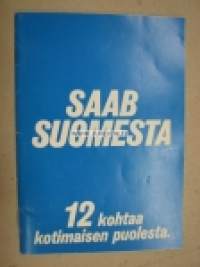 SAAB
SUOMESTA
12 kohtaa
kotimaisen puolesta.